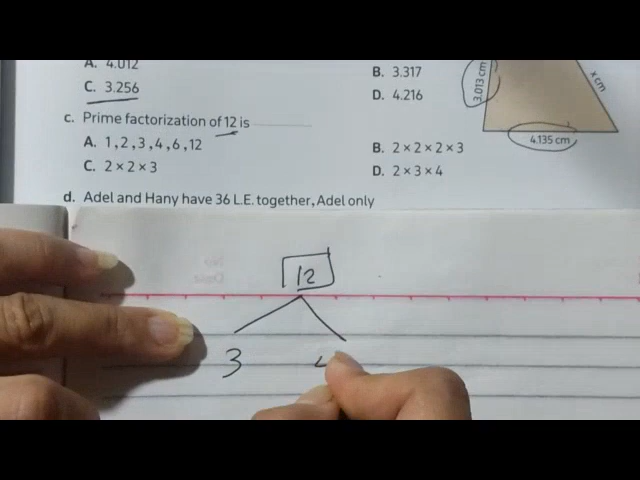 A. 4.012
B. 3.317
C. 3.256
D. 4.216
3.013 cm
x cm
4.135 cm
c. Prime factorization of 12 is
A. 1, 2, 3, 4, 6, 12
B. 2 × 2 × 2 × 3
C. 2 × 2 × 3
D. 2 × 3 × 4
d. Adel and Hany have 36 L.E. together, Adel only
12
3